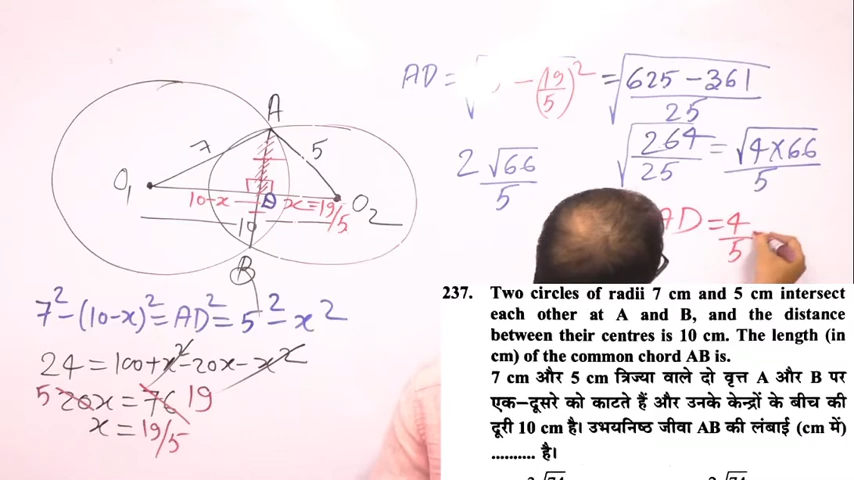 A
7
5
O₁
10-x
D
x=19/5
O₂
10
B
7² - (10-x)² = AD² = 5² - x²
24 = 100 + x² - 20x - x²
5 20x = 76 19
x = 19/5
AD = √ - (19/5)² = √(625 - 361)/25
√264/25 = √(4×66)/5
2√66/5
AD = 4/5
237. Two circles of radii 7 cm and 5 cm intersect
each other at A and B, and the distance
between their centres is 10 cm. The length (in
cm) of the common chord AB is.
7 cm और 5 cm त्रिज्या वाले दो वृत्त A और B पर
एक–दूसरे को काटते हैं और उनके केन्द्रों के बीच की
दूरी 10 cm है। उभयनिष्ठ जीवा AB की लंबाई (cm में)
.......... है।